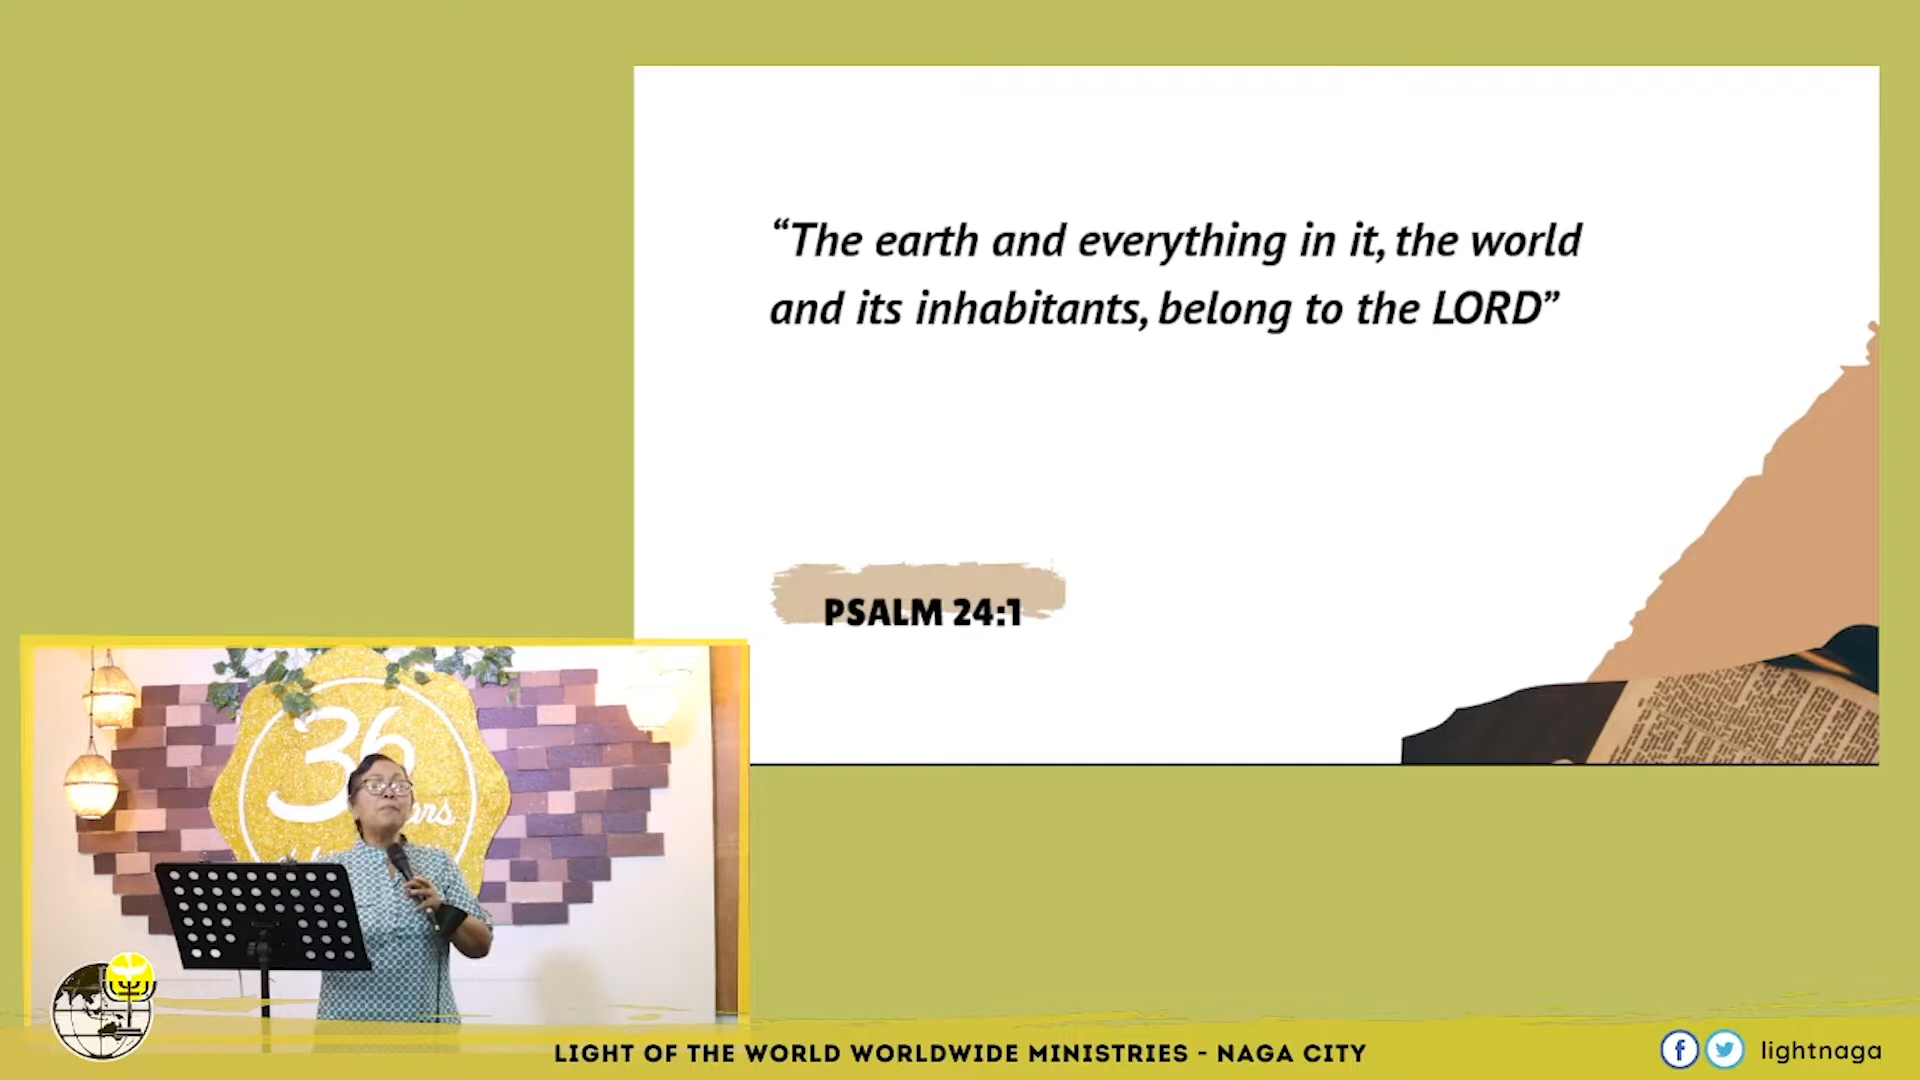 “The earth and everything in it, the world
and its inhabitants, belong to the LORD”
PSALM 24:1
36
LIGHT OF THE WORLD WORLDWIDE MINISTRIES - NAGA CITY
lightnaga